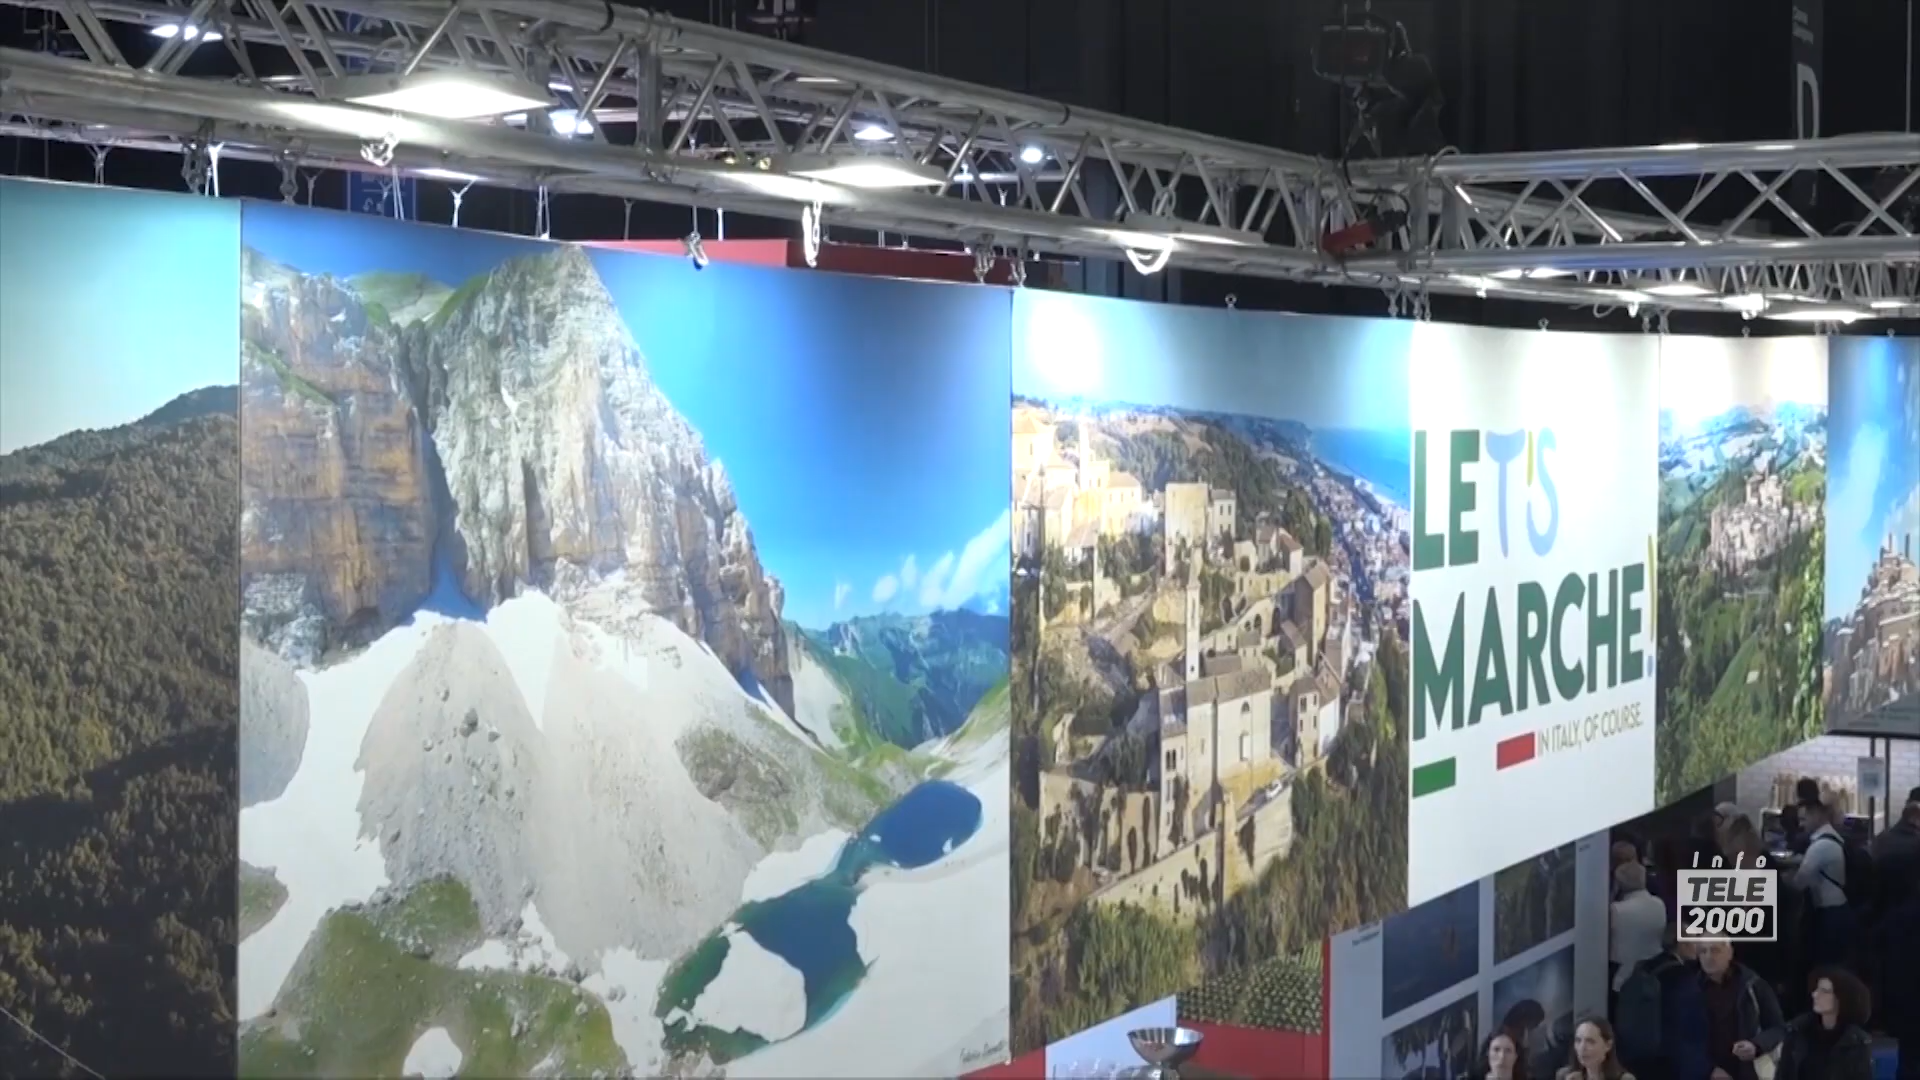 D
LET'S
MARCHE!
IN ITALY, OF COURSE.
Info
TELE
2000